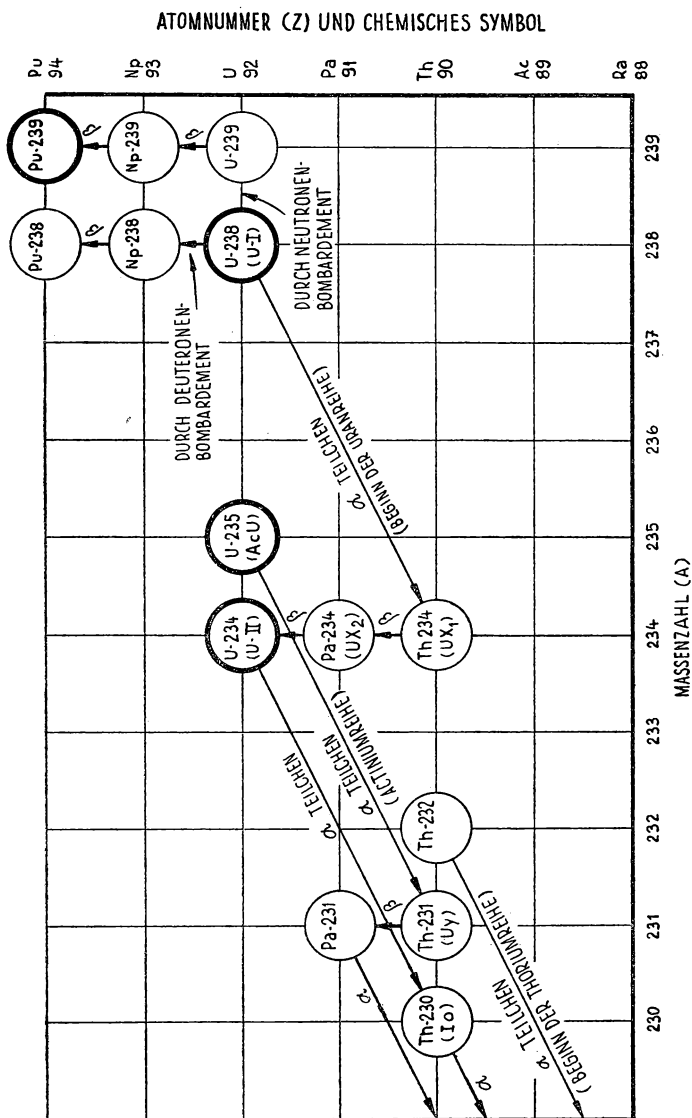 ATOMNUMMER (Z) UND CHEMISCHES SYMBOL
Pu
94
Np
93
U
92
Pa
91
Th
90
Ac
89
Ra
88
Pu-239
β
Np-239
β
U-239
239
Pu-238
β
Np-238
U-238
(U-I)
238
DURCH NEUTRONEN-
BOMBARDEMENT
DURCH DEUTERONEN-
BOMBARDEMENT
237
α TEILCHEN
(BEGINN DER URANREIHE)
236
U-235
(AcU)
235
U-234
(U-II)
β
Pa-234
(UX2)
β
Th 234
(UX1)
234
α TEILCHEN
α TEILCHEN
(ACTINIUMREIHE)
233
Th-232
232
Pa-231
β
Th-231
(Uy)
231
α
Th-230
(Io)
α
230
α TEILCHEN
(BEGINN DER THORIUMREIHE)
MASSENZAHL (A)